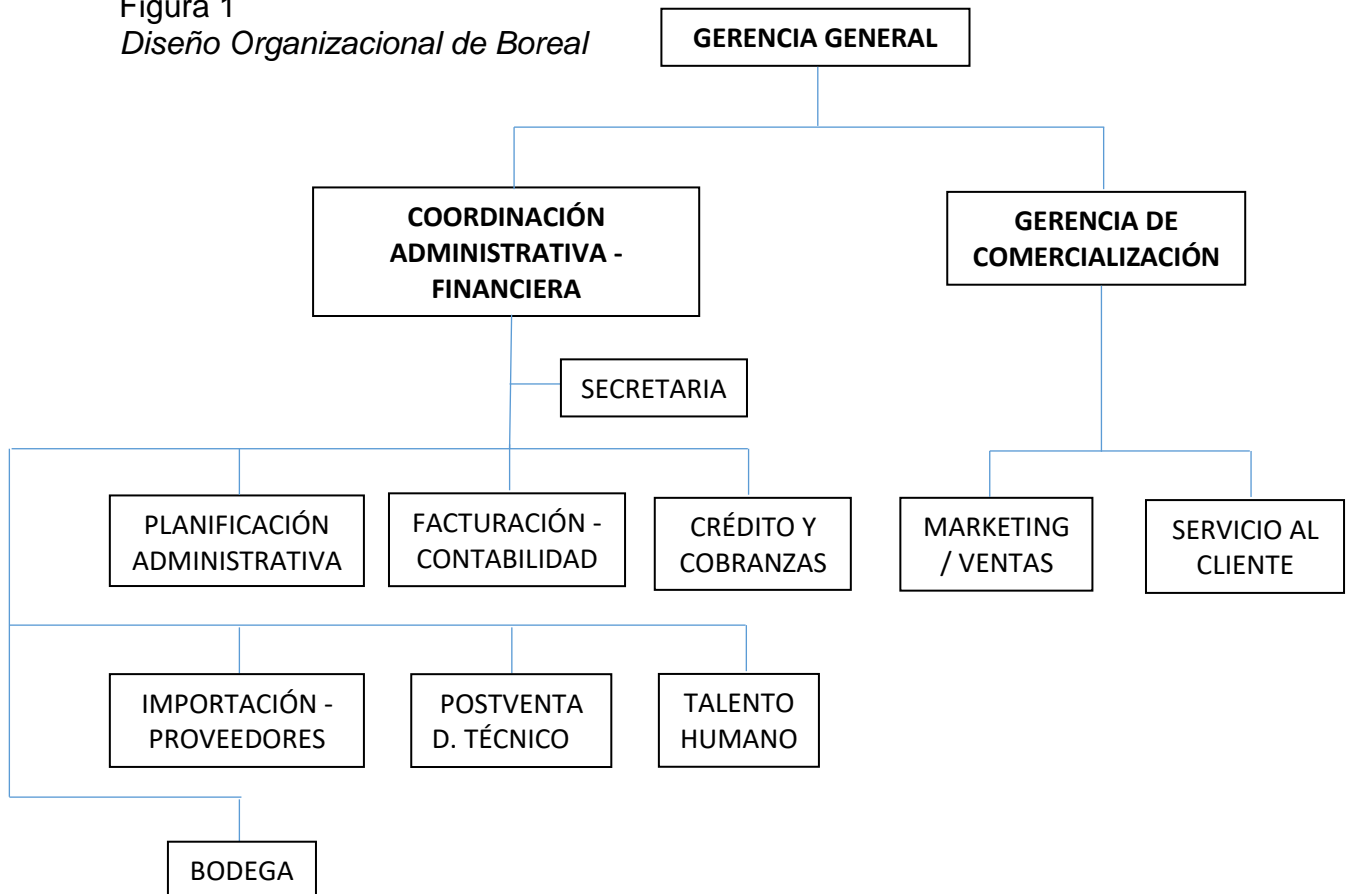 Figura 1
Diseño Organizacional de Boreal
GERENCIA GENERAL
COORDINACIÓN
ADMINISTRATIVA -
FINANCIERA
GERENCIA DE
COMERCIALIZACIÓN
SECRETARIA
PLANIFICACIÓN
ADMINISTRATIVA
FACTURACIÓN -
CONTABILIDAD
CRÉDITO Y
COBRANZAS
MARKETING
/ VENTAS
SERVICIO AL
CLIENTE
IMPORTACIÓN -
PROVEEDORES
POSTVENTA
D. TÉCNICO
TALENTO
HUMANO
BODEGA